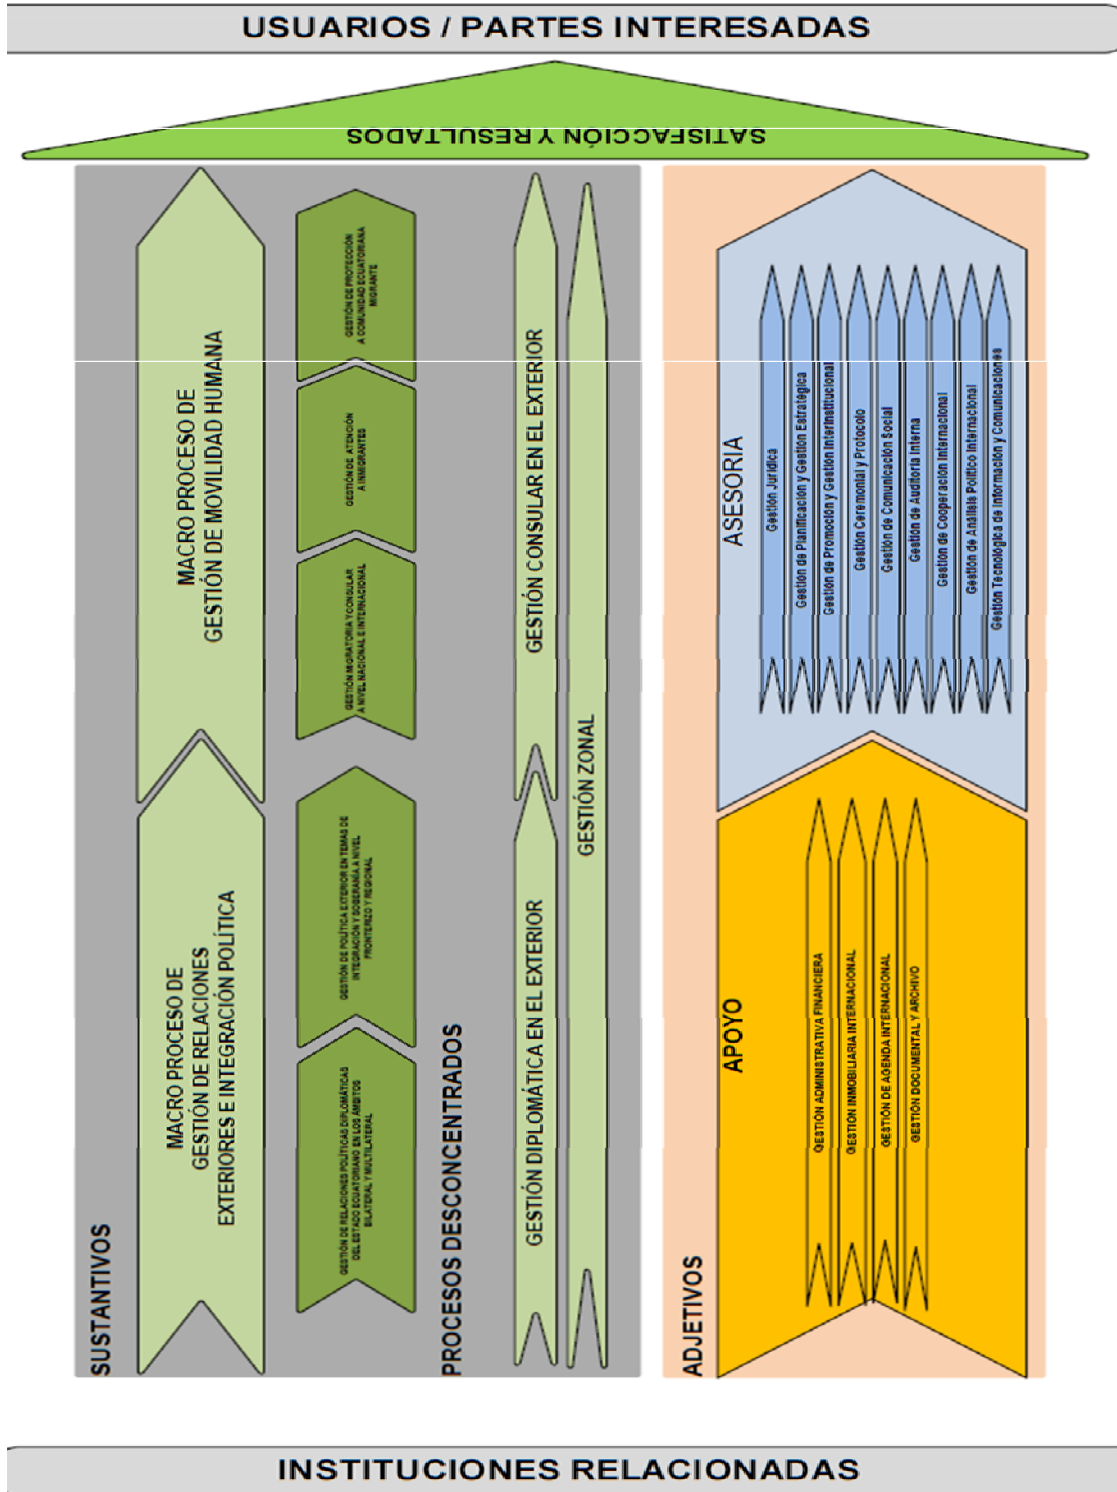 USUARIOS / PARTES INTERESADAS
SATISFACCIÓN Y RESULTADOS
SUSTANTIVOS
MACRO PROCESO DE
GESTIÓN DE RELACIONES
EXTERIORES E INTEGRACIÓN POLÍTICA
MACRO PROCESO DE
GESTIÓN DE MOVILIDAD HUMANA
GESTIÓN DE RELACIONES POLÍTICAS DIPLOMÁTICAS
DEL ESTADO ECUATORIANO EN LOS ÁMBITOS
BILATERAL Y MULTILATERAL
GESTIÓN DE POLÍTICA EXTERIOR EN TEMAS DE
INTEGRACIÓN Y SOBERANÍA A NIVEL
FRONTERIZO Y REGIONAL
GESTIÓN MIGRATORIA Y CONSULAR
A NIVEL NACIONAL E INTERNACIONAL
GESTIÓN DE ATENCIÓN
A INMIGRANTES
GESTIÓN DE PROTECCIÓN
A COMUNIDAD ECUATORIANA
MIGRANTE
PROCESOS DESCONCENTRADOS
GESTIÓN DIPLOMÁTICA EN EL EXTERIOR
GESTIÓN CONSULAR EN EL EXTERIOR
GESTIÓN ZONAL
ADJETIVOS
APOYO
GESTIÓN ADMINISTRATIVA FINANCIERA
GESTIÓN INMOBILIARIA INTERNACIONAL
GESTIÓN DE AGENDA INTERNACIONAL
GESTIÓN DOCUMENTAL Y ARCHIVO
ASESORIA
Gestión Jurídica
Gestión de Planificación y Gestión Estratégica
Gestión de Promoción y Gestión Interinstitucional
Gestión Ceremonial y Protocolo
Gestión de Comunicación Social
Gestión de Auditoría Interna
Gestión de Cooperación Internacional
Gestión de Análisis Político Internacional
Gestión Tecnológica de Información y Comunicaciones
INSTITUCIONES RELACIONADAS